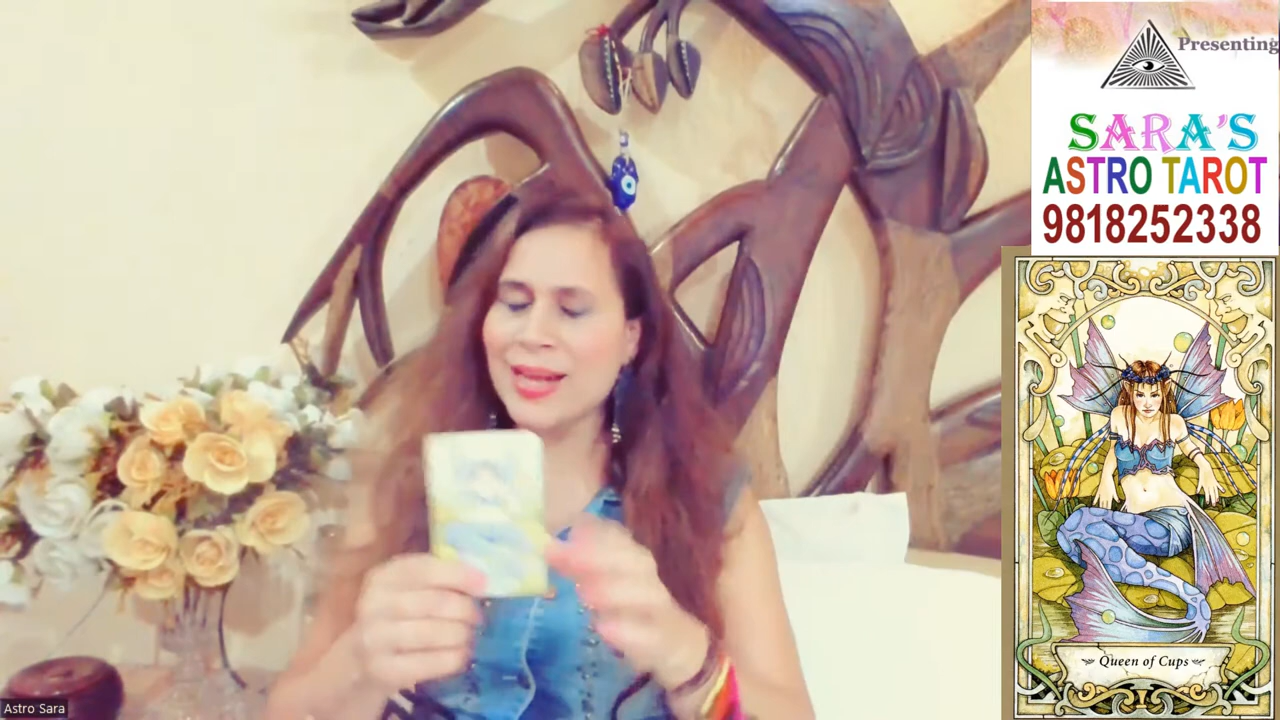 Presenting
SARA'S
ASTRO TAROT
9818252338
Queen of Cups
Astro Sara